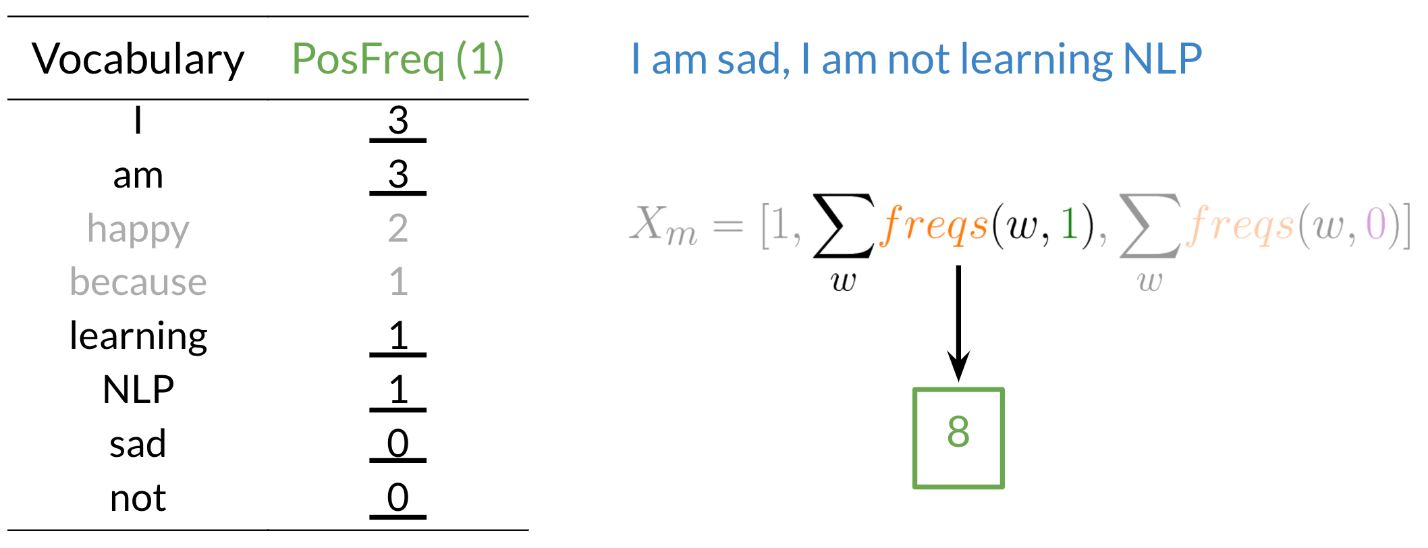 Vocabulary PosFreq (1)
I 3
am 3
happy 2
because 1
learning 1
NLP 1
sad 0
not 0
I am sad, I am not learning NLP
X_m = [1, ∑_w freqs(w, 1), ∑_w freqs(w, 0)]
8